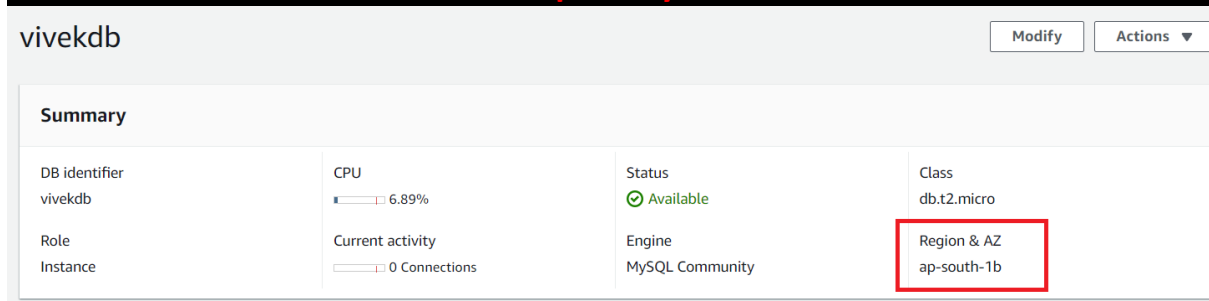 vivekdb
Modify
Actions
Summary
DB identifier
vivekdb
CPU
6.89%
Status
Available
Class
db.t2.micro
Role
Instance
Current activity
0 Connections
Engine
MySQL Community
Region & AZ
ap-south-1b